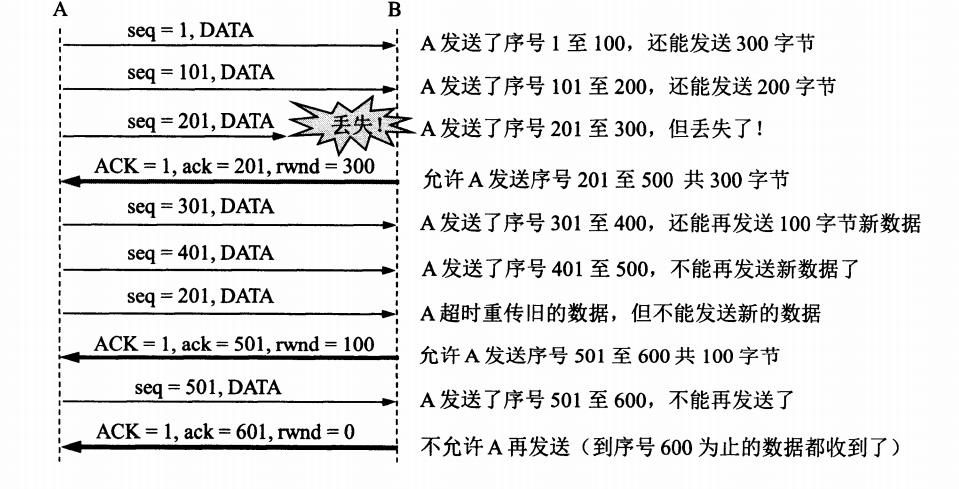 A B
seq = 1, DATA A 发送了序号 1 至 100，还能发送 300 字节
seq = 101, DATA A 发送了序号 101 至 200，还能发送 200 字节
seq = 201, DATA 丢失! A 发送了序号 201 至 300，但丢失了！
ACK = 1, ack = 201, rwnd = 300 允许 A 发送序号 201 至 500 共 300 字节
seq = 301, DATA A 发送了序号 301 至 400，还能再发送 100 字节新数据
seq = 401, DATA A 发送了序号 401 至 500，不能再发送新数据了
seq = 201, DATA A 超时重传旧的数据，但不能发送新的数据
ACK = 1, ack = 501, rwnd = 100 允许 A 发送序号 501 至 600 共 100 字节
seq = 501, DATA A 发送了序号 501 至 600，不能再发送了
ACK = 1, ack = 601, rwnd = 0 不允许 A 再发送（到序号 600 为止的数据都收到了）